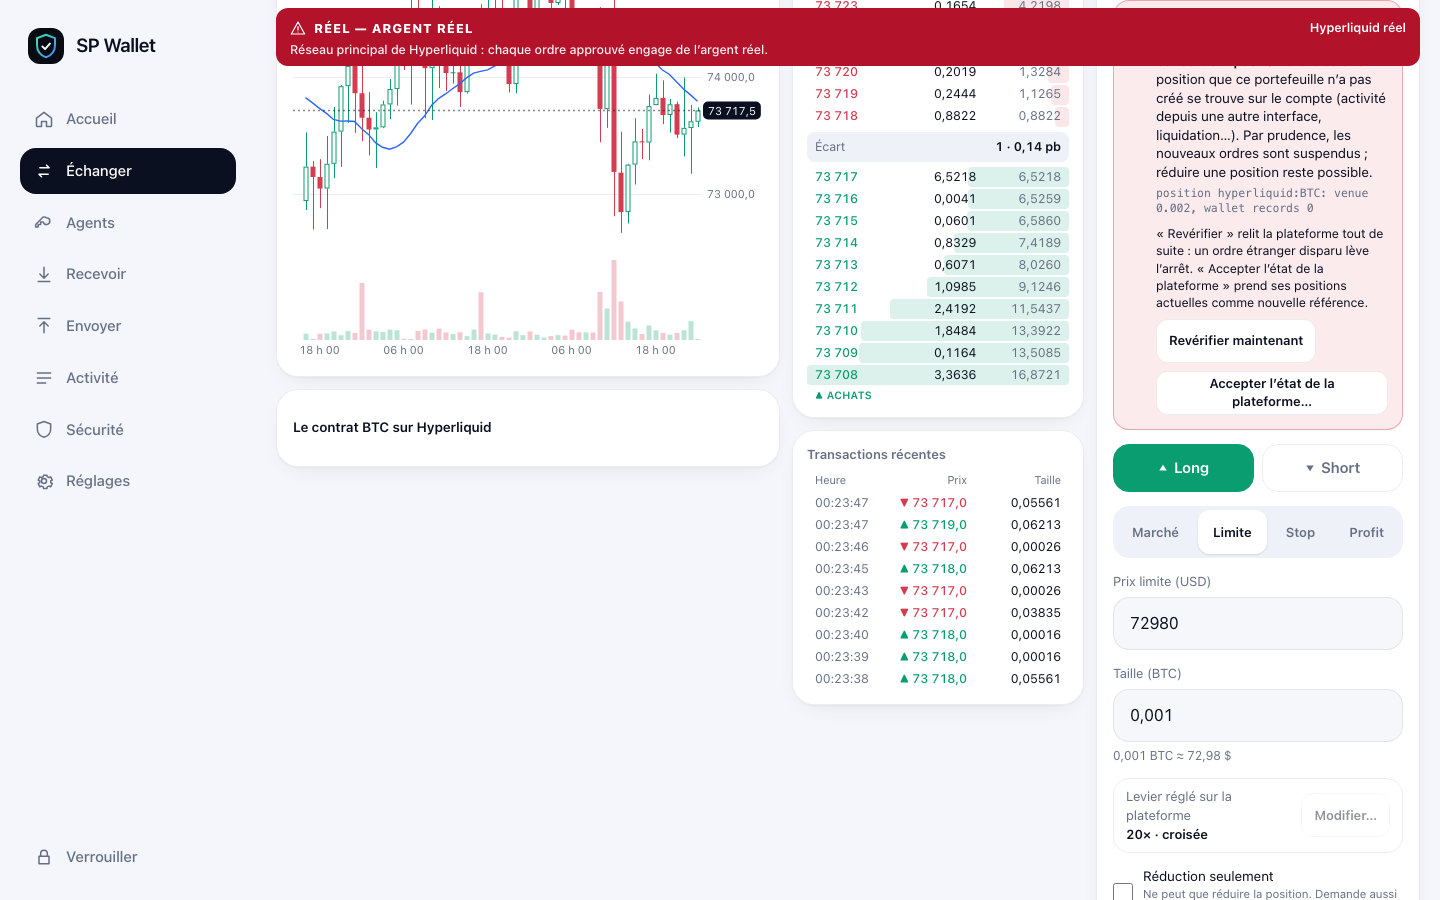 SP Wallet
Accueil
Échanger
Agents
Recevoir
Envoyer
Activité
Sécurité
Réglages
Verrouiller
RÉEL — ARGENT RÉEL
Hyperliquid réel
Réseau principal de Hyperliquid : chaque ordre approuvé engage de l’argent réel.
74 000,0
73 717,5
73 000,0
18 h 00 06 h 00 18 h 00 06 h 00 18 h 00
Le contrat BTC sur Hyperliquid
73 723 0,1654 4,2198
73 720 0,2019 1,3284
73 719 0,2444 1,1265
73 718 0,8822 0,8822
Écart 1 · 0,14 pb
73 717 6,5218 6,5218
73 716 0,0041 6,5259
73 715 0,0601 6,5860
73 714 0,8329 7,4189
73 713 0,6071 8,0260
73 712 1,0985 9,1246
73 711 2,4192 11,5437
73 710 1,8484 13,3922
73 709 0,1164 13,5085
73 708 3,3636 16,8721
▲ ACHATS
Transactions récentes
Heure Prix Taille
00:23:47 ▼ 73 717,0 0,05561
00:23:47 ▲ 73 719,0 0,06213
00:23:46 ▼ 73 717,0 0,00026
00:23:45 ▲ 73 718,0 0,06213
00:23:43 ▼ 73 717,0 0,00026
00:23:42 ▼ 73 717,0 0,03835
00:23:40 ▲ 73 718,0 0,00016
00:23:39 ▲ 73 718,0 0,00016
00:23:38 ▲ 73 718,0 0,05561
position que ce portefeuille n’a pas
créé se trouve sur le compte (activité
depuis une autre interface,
liquidation…). Par prudence, les
nouveaux ordres sont suspendus ;
réduire une position reste possible.
position hyperliquid:BTC: venue
0.002, wallet records 0
« Revérifier » relit la plateforme tout de
suite : un ordre étranger disparu lève
l’arrêt. « Accepter l’état de la
plateforme » prend ses positions
actuelles comme nouvelle référence.
Revérifier maintenant
Accepter l’état de la
plateforme…
▲ Long
▼ Short
Marché Limite Stop Profit
Prix limite (USD)
72980
Taille (BTC)
0,001
0,001 BTC ≈ 72,98 $
Levier réglé sur la
plateforme
20× · croisée
Modifier…
Réduction seulement
Ne peut que réduire la position. Demande aussi